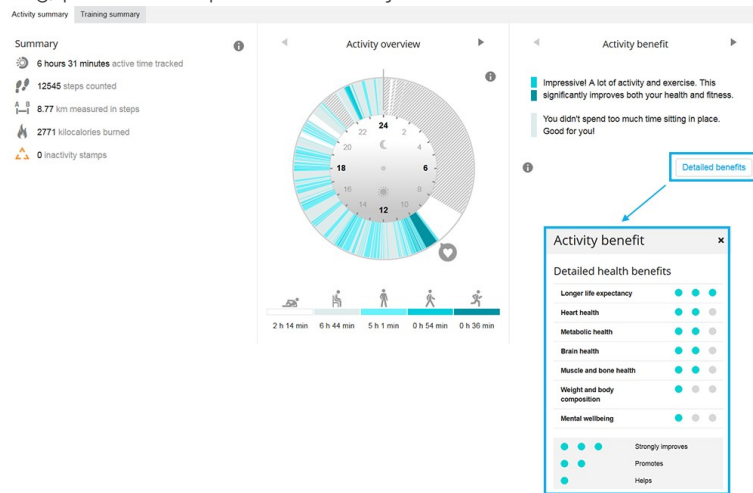 Activity summary
Training summary
Summary
6 hours 31 minutes active time tracked
12545 steps counted
A B
8.77 km measured in steps
2771 kilocalories burned
0 inactivity stamps
Activity overview
24
22
2
20
4
18
6
16
8
14
10
12
2 h 14 min
6 h 44 min
5 h 1 min
0 h 54 min
0 h 36 min
Activity benefit
Impressive! A lot of activity and exercise. This
significantly improves both your health and fitness.
You didn't spend too much time sitting in place.
Good for you!
Detailed benefits
Activity benefit
×
Detailed health benefits
Longer life expectancy
Heart health
Metabolic health
Brain health
Muscle and bone health
Weight and body
composition
Mental wellbeing
Strongly improves
Promotes
Helps